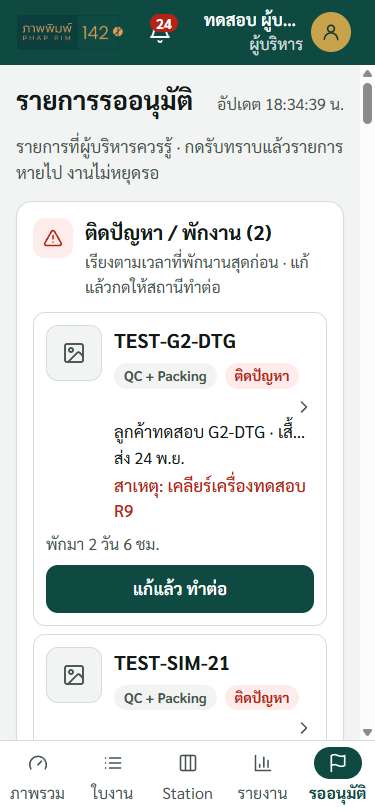 ภาพพิมพ์
PHAP PIM
142
24
ทดสอบ ผู้บ...
ผู้บริหาร
รายการรออนุมัติ
อัปเดต 18:34:39 น.
รายการที่ผู้บริหารควรรู้ · กดรับทราบแล้วรายการ
หายไป งานไม่หยุดรอ
ติดปัญหา / พักงาน (2)
เรียงตามเวลาที่พักนานสุดก่อน · แก้
แล้วกดให้สถานีทำต่อ
TEST-G2-DTG
QC + Packing
ติดปัญหา
ลูกค้าทดสอบ G2-DTG · เสื้...
ส่ง 24 พ.ย.
สาเหตุ: เคลียร์เครื่องทดสอบ
R9
พักมา 2 วัน 6 ชม.
แก้แล้ว ทำต่อ
TEST-SIM-21
QC + Packing
ติดปัญหา
ภาพรวม
ใบงาน
Station
รายงาน
รออนุมัติ